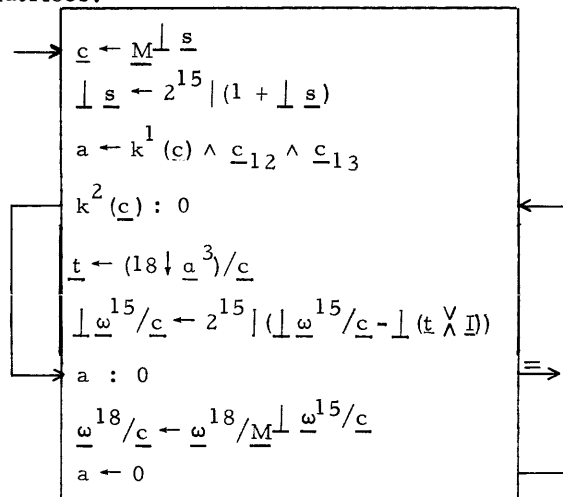 c ← M^⊥ s
⊥ s ← 2^15 | (1 + ⊥ s)
a ← k^1 (c) ∧ c_12 ∧ c_13
k^2 (c) : 0
t ← (18 ↓ a^3)/c
⊥ ω^15/c ← 2^15 | (⊥ ω^15/c - ⊥ (t ∨∧ I))
a : 0
=
ω^18/c ← ω^18/M^⊥ ω^15/c
a ← 0